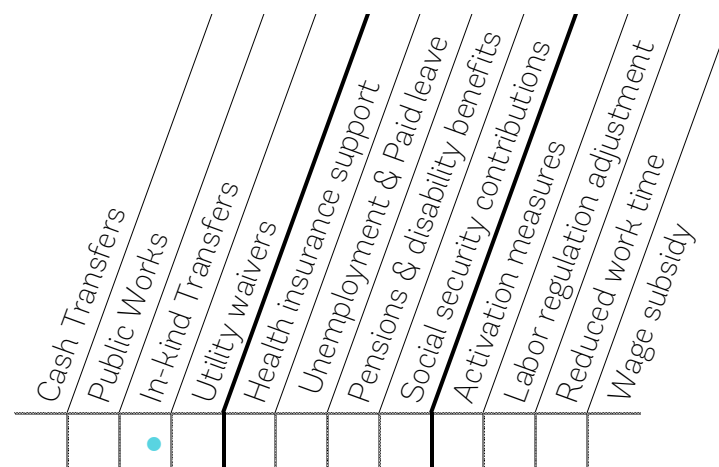 Cash Transfers
Public Works
In-kind Transfers
Utility waivers
Health insurance support
Unemployment & Paid leave
Pensions & disability benefits
Social security contributions
Activation measures
Labor regulation adjustment
Reduced work time
Wage subsidy